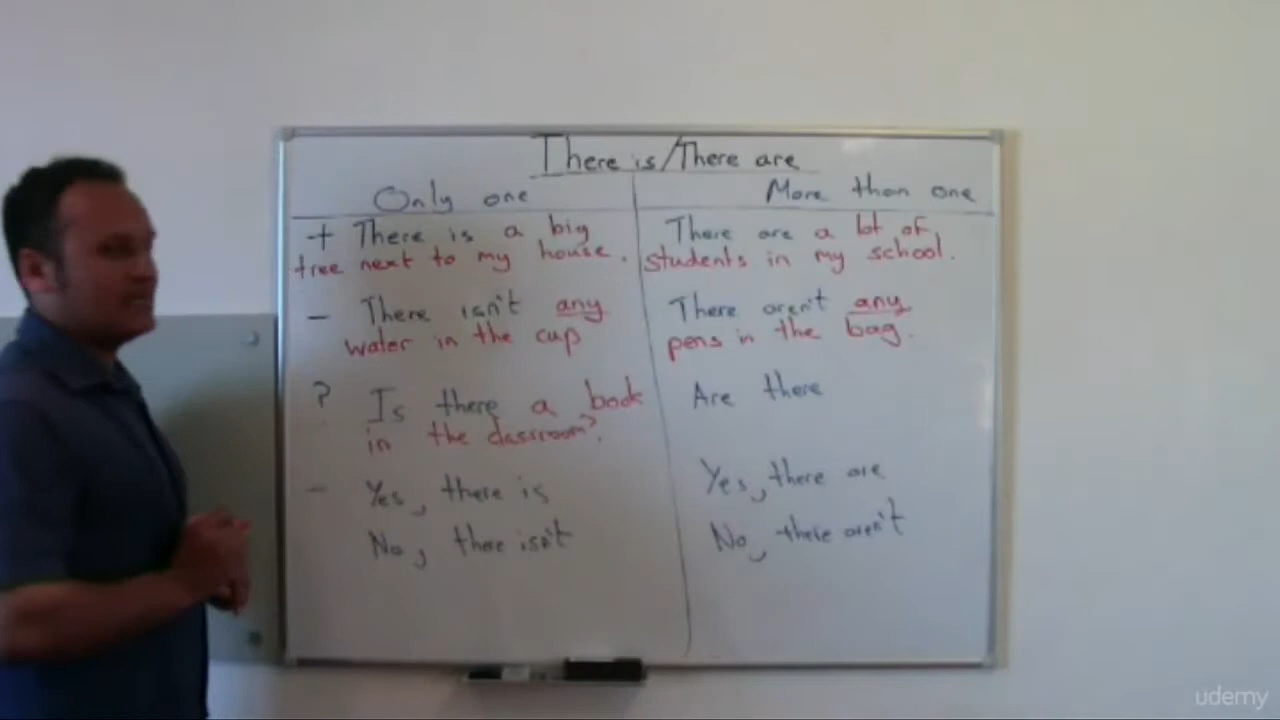 There is/There are
Only one
More than one
+ There is a big
tree next to my house.
There are a lot of
students in my school.
- There isn't any
water in the cup
There aren't any
pens in the bag.
? Is there a book
in the classroom?
Are there
- Yes, there is
No, there isn't
Yes, there are
No, there aren't
udemy